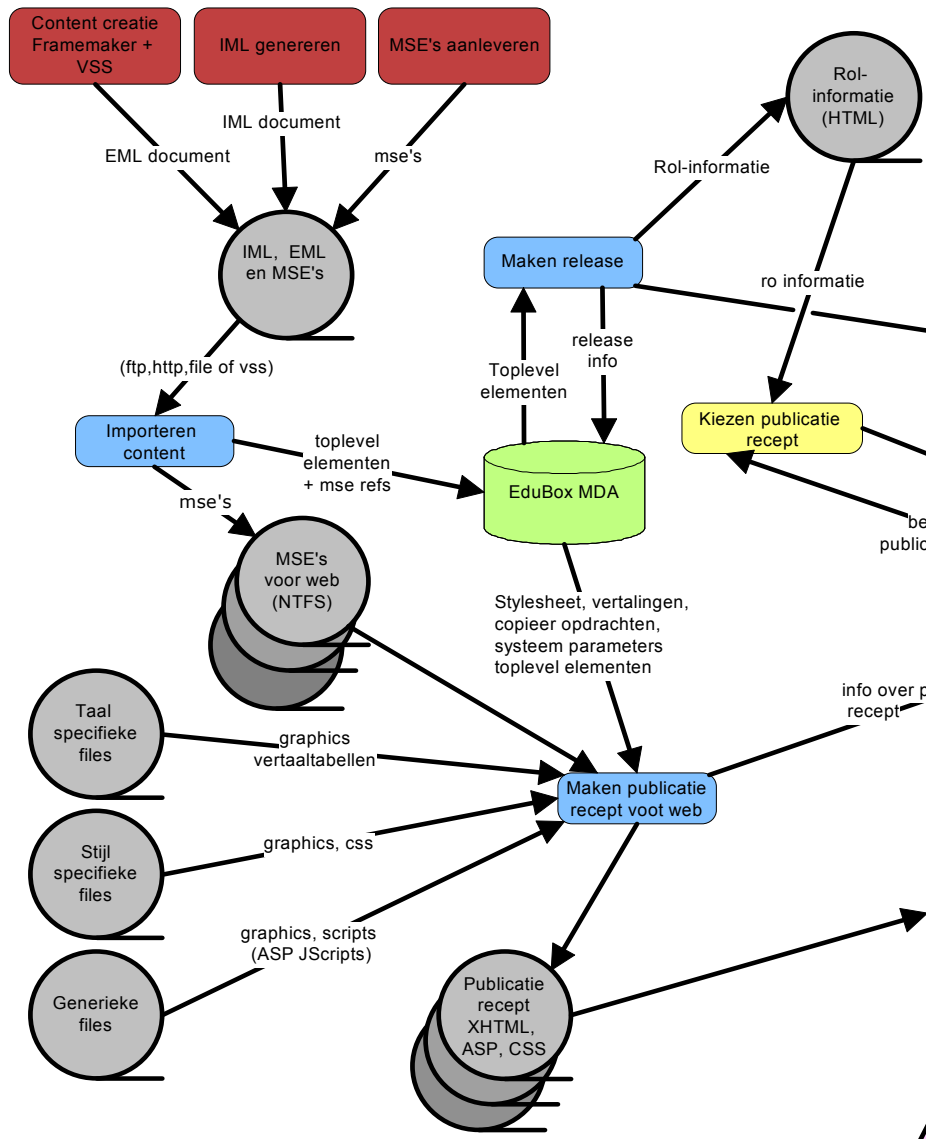 Content creatie
Framemaker +
VSS
IML genereren
MSE's aanleveren
Rol-
informatie
(HTML)
IML document
EML document
mse's
Rol-informatie
IML, EML
en MSE's
Maken release
ro informatie
(ftp,http,file of vss)
Toplevel
elementen
release
info
Importeren
content
toplevel
elementen
+ mse refs
Kiezen publicatie
recept
EduBox MDA
mse's
be
public
MSE's
voor web
(NTFS)
Stylesheet, vertalingen,
copieer opdrachten,
systeem parameters
toplevel elementen
Taal
specifieke
files
graphics
vertaaltabellen
info over p
recept
Maken publicatie
recept voot web
Stijl
specifieke
files
graphics, css
graphics, scripts
(ASP JScripts)
Generieke
files
Publicatie
recept
XHTML,
ASP, CSS